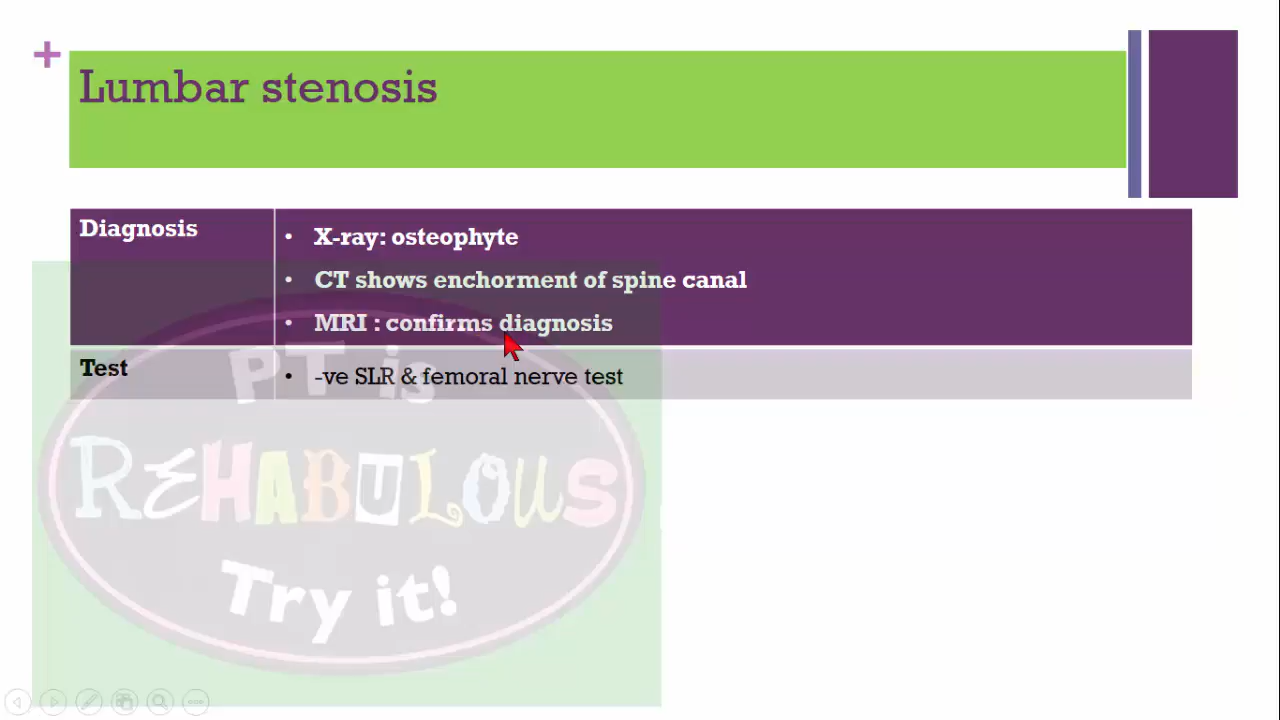 +
Lumbar stenosis
Diagnosis
• X-ray: osteophyte
• CT shows enchorment of spine canal
• MRI : confirms diagnosis
Test
• -ve SLR & femoral nerve test
PT is
REHABULOUS
Try it!